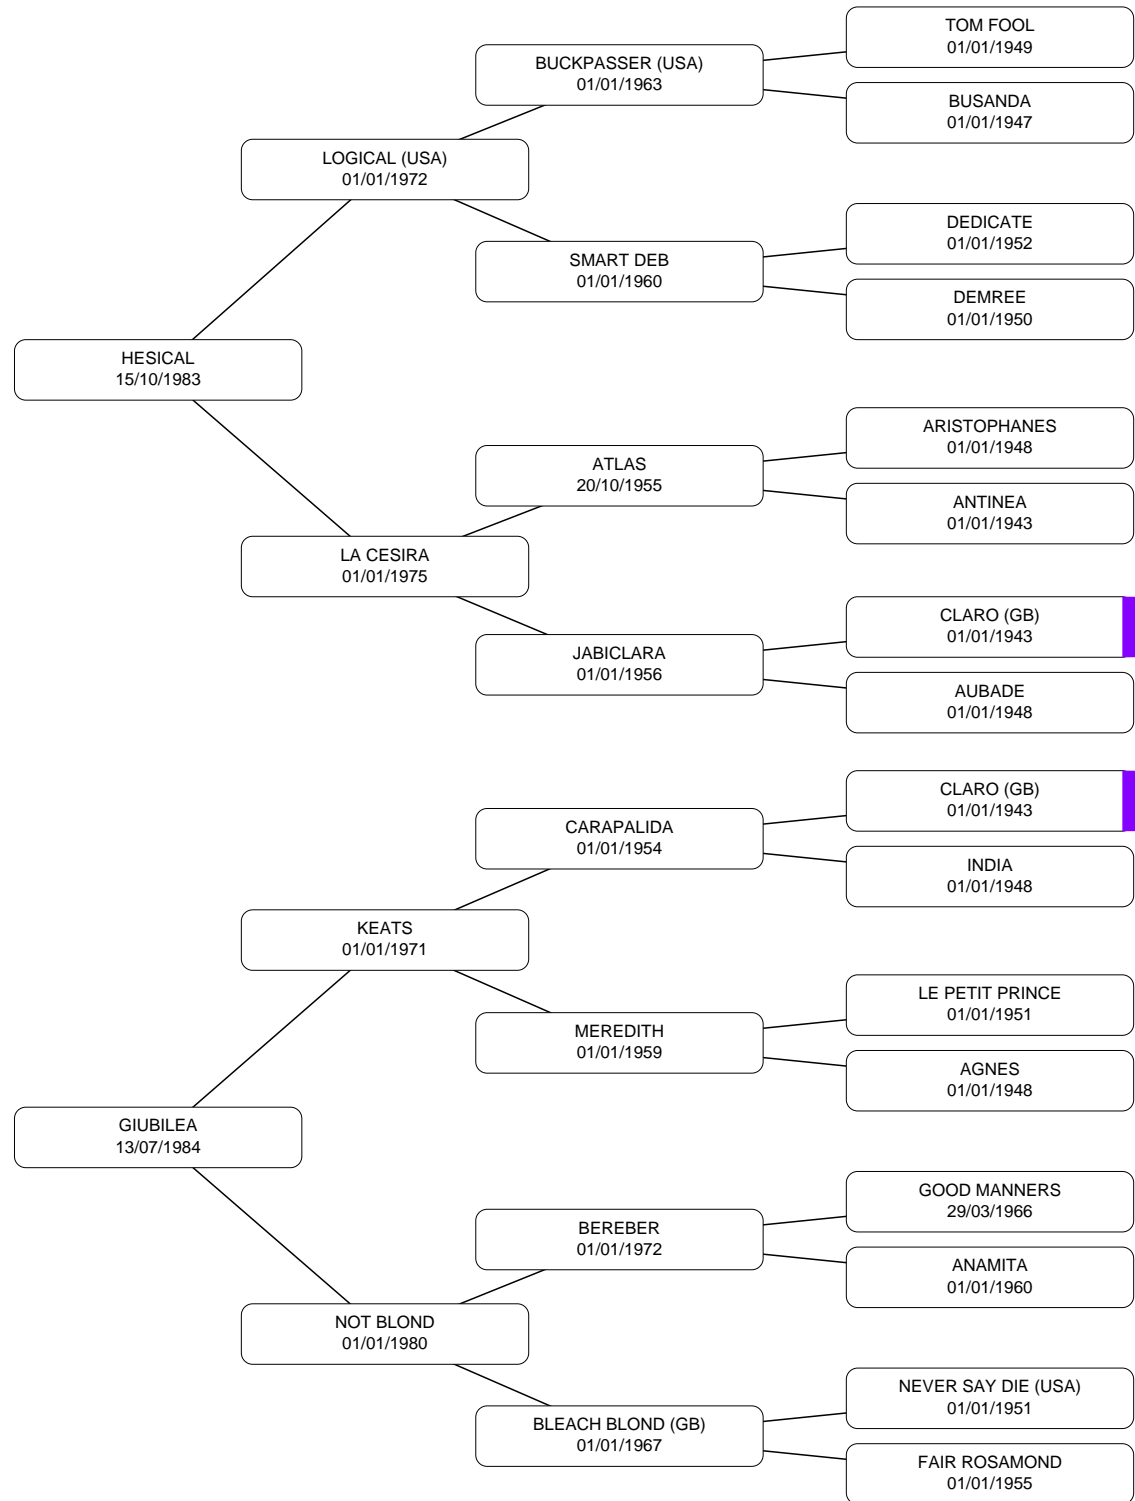 TOM FOOL
01/01/1949
BUCKPASSER (USA)
01/01/1963
BUSANDA
01/01/1947
LOGICAL (USA)
01/01/1972
DEDICATE
01/01/1952
SMART DEB
01/01/1960
DEMREE
01/01/1950
HESICAL
15/10/1983
ARISTOPHANES
01/01/1948
ATLAS
20/10/1955
ANTINEA
01/01/1943
LA CESIRA
01/01/1975
CLARO (GB)
01/01/1943
JABICLARA
01/01/1956
AUBADE
01/01/1948
CLARO (GB)
01/01/1943
CARAPALIDA
01/01/1954
INDIA
01/01/1948
KEATS
01/01/1971
LE PETIT PRINCE
01/01/1951
MEREDITH
01/01/1959
AGNES
01/01/1948
GIUBILEA
13/07/1984
GOOD MANNERS
29/03/1966
BEREBER
01/01/1972
ANAMITA
01/01/1960
NOT BLOND
01/01/1980
NEVER SAY DIE (USA)
01/01/1951
BLEACH BLOND (GB)
01/01/1967
FAIR ROSAMOND
01/01/1955